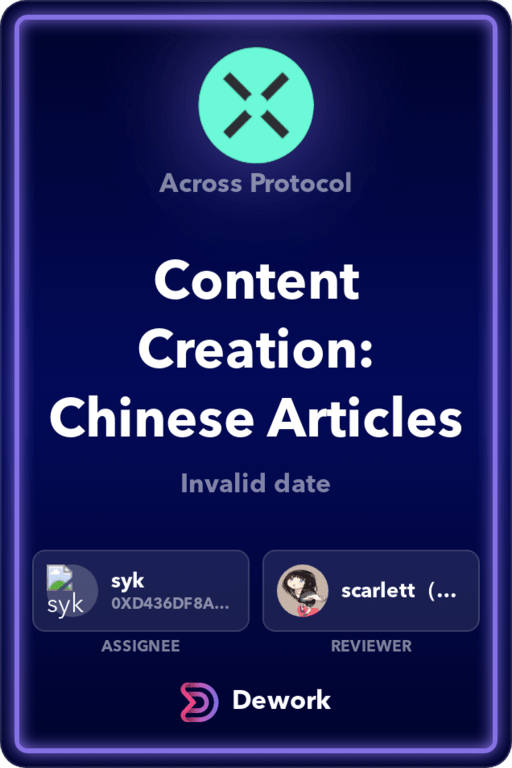 Across Protocol
Content
Creation:
Chinese Articles
Invalid date
syk
syk
0XD436DF8A...
scarlett (...
ASSIGNEE
REVIEWER
Dework